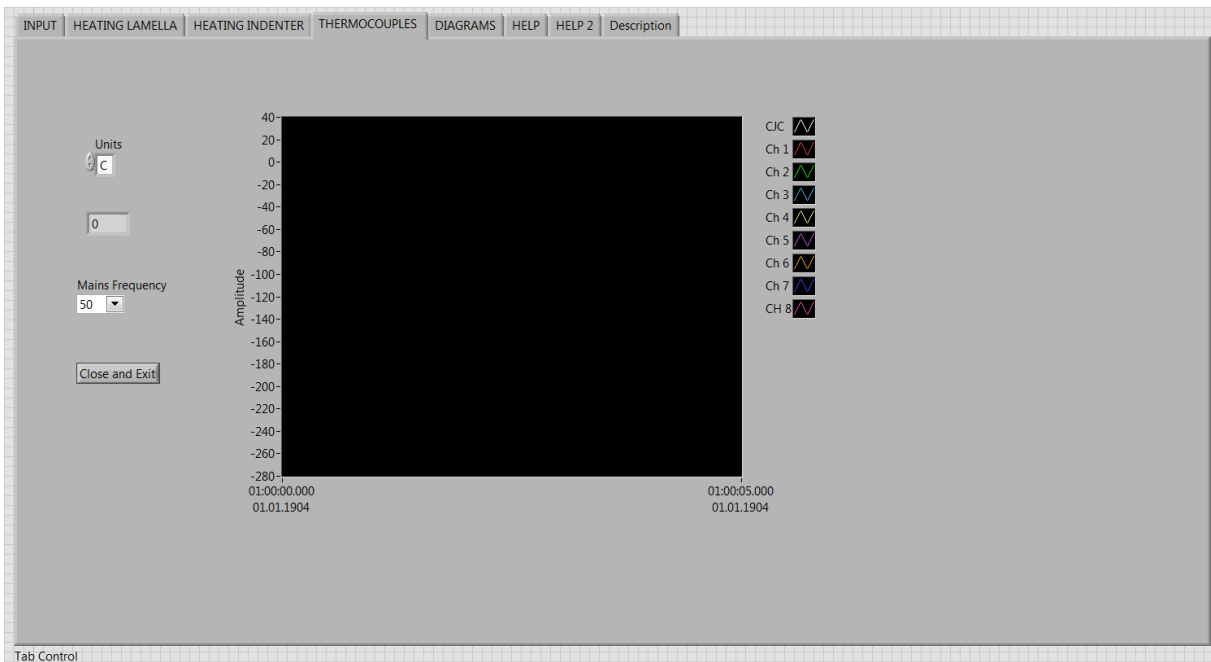 INPUT HEATING LAMELLA HEATING INDENTER THERMOCOUPLES DIAGRAMS HELP HELP 2 Description
Units
C
0
Mains Frequency
50
Close and Exit
Amplitude
40
20
0
-20
-40
-60
-80
-100
-120
-140
-160
-180
-200
-220
-240
-260
-280
01:00:00.000
01.01.1904
01:00:05.000
01.01.1904
CJC
Ch 1
Ch 2
Ch 3
Ch 4
Ch 5
Ch 6
Ch 7
CH 8
Tab Control